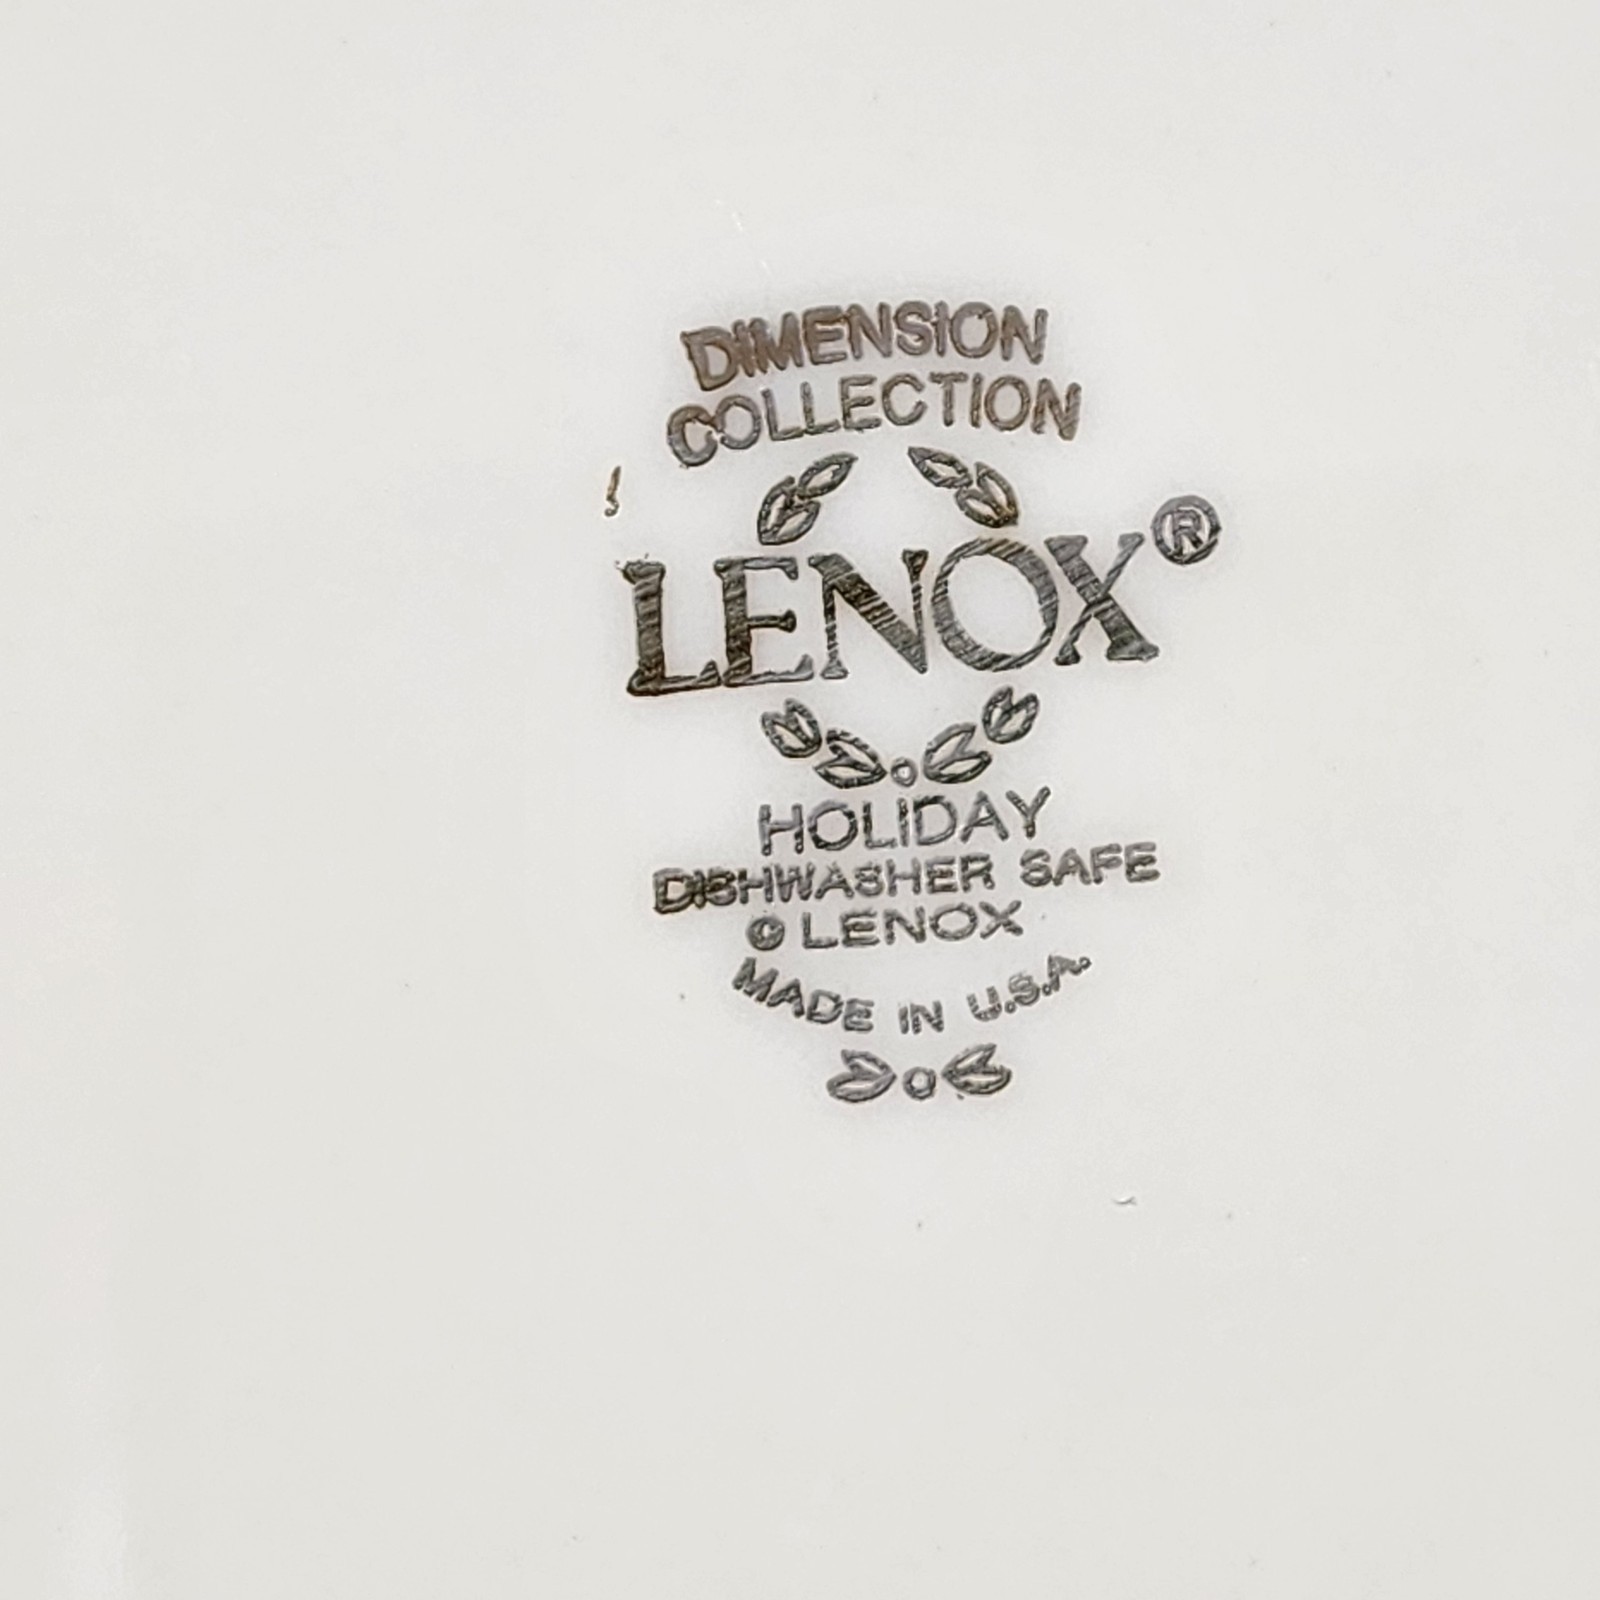 DIMENSION
COLLECTION
LENOX®
HOLIDAY
DISHWASHER SAFE
© LENOX
MADE IN U.S.A.